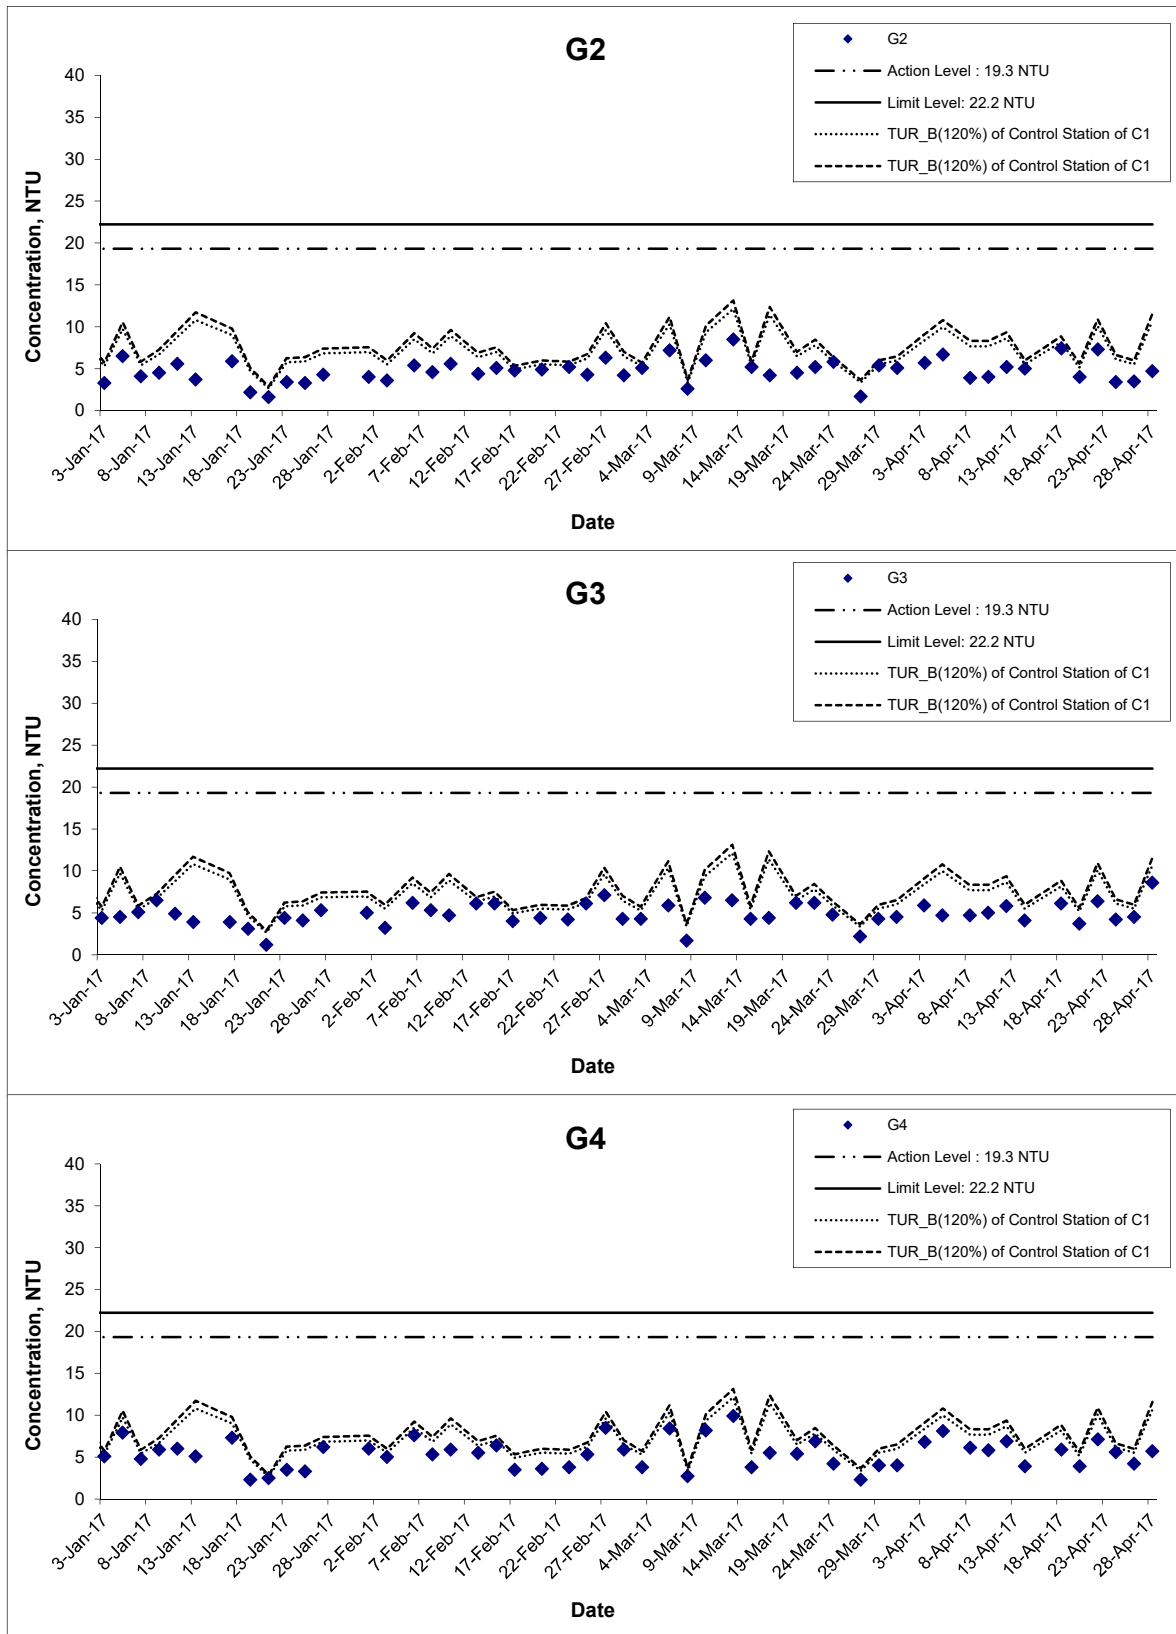 G2
G2
Action Level : 19.3 NTU
Limit Level: 22.2 NTU
TUR_B(120%) of Control Station of C1
TUR_B(120%) of Control Station of C1
Concentration, NTU
40
35
30
25
20
15
10
5
0
3-Jan-17
8-Jan-17
13-Jan-17
18-Jan-17
23-Jan-17
28-Jan-17
2-Feb-17
7-Feb-17
12-Feb-17
17-Feb-17
22-Feb-17
27-Feb-17
4-Mar-17
9-Mar-17
14-Mar-17
19-Mar-17
24-Mar-17
29-Mar-17
3-Apr-17
8-Apr-17
13-Apr-17
18-Apr-17
23-Apr-17
28-Apr-17
Date
G3
G3
Action Level : 19.3 NTU
Limit Level: 22.2 NTU
TUR_B(120%) of Control Station of C1
TUR_B(120%) of Control Station of C1
Concentration, NTU
40
35
30
25
20
15
10
5
0
3-Jan-17
8-Jan-17
13-Jan-17
18-Jan-17
23-Jan-17
28-Jan-17
2-Feb-17
7-Feb-17
12-Feb-17
17-Feb-17
22-Feb-17
27-Feb-17
4-Mar-17
9-Mar-17
14-Mar-17
19-Mar-17
24-Mar-17
29-Mar-17
3-Apr-17
8-Apr-17
13-Apr-17
18-Apr-17
23-Apr-17
28-Apr-17
Date
G4
G4
Action Level : 19.3 NTU
Limit Level: 22.2 NTU
TUR_B(120%) of Control Station of C1
TUR_B(120%) of Control Station of C1
Concentration, NTU
40
35
30
25
20
15
10
5
0
3-Jan-17
8-Jan-17
13-Jan-17
18-Jan-17
23-Jan-17
28-Jan-17
2-Feb-17
7-Feb-17
12-Feb-17
17-Feb-17
22-Feb-17
27-Feb-17
4-Mar-17
9-Mar-17
14-Mar-17
19-Mar-17
24-Mar-17
29-Mar-17
3-Apr-17
8-Apr-17
13-Apr-17
18-Apr-17
23-Apr-17
28-Apr-17
Date